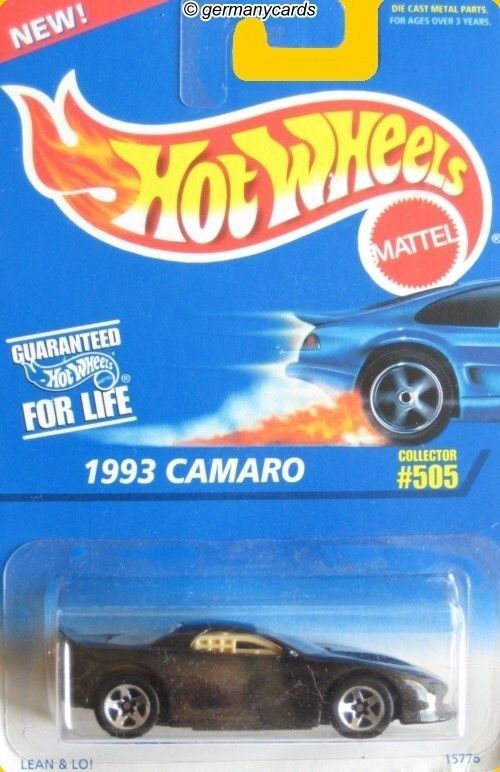 © germanycards
NEW!
DIE CAST METAL PARTS.
FOR AGES OVER 3 YEARS.
HOT WHEELS
MATTEL
®
GUARANTEED
HOT WHEELS
®
FOR LIFE
1993 CAMARO
COLLECTOR
#505
LEAN & LO!
15776